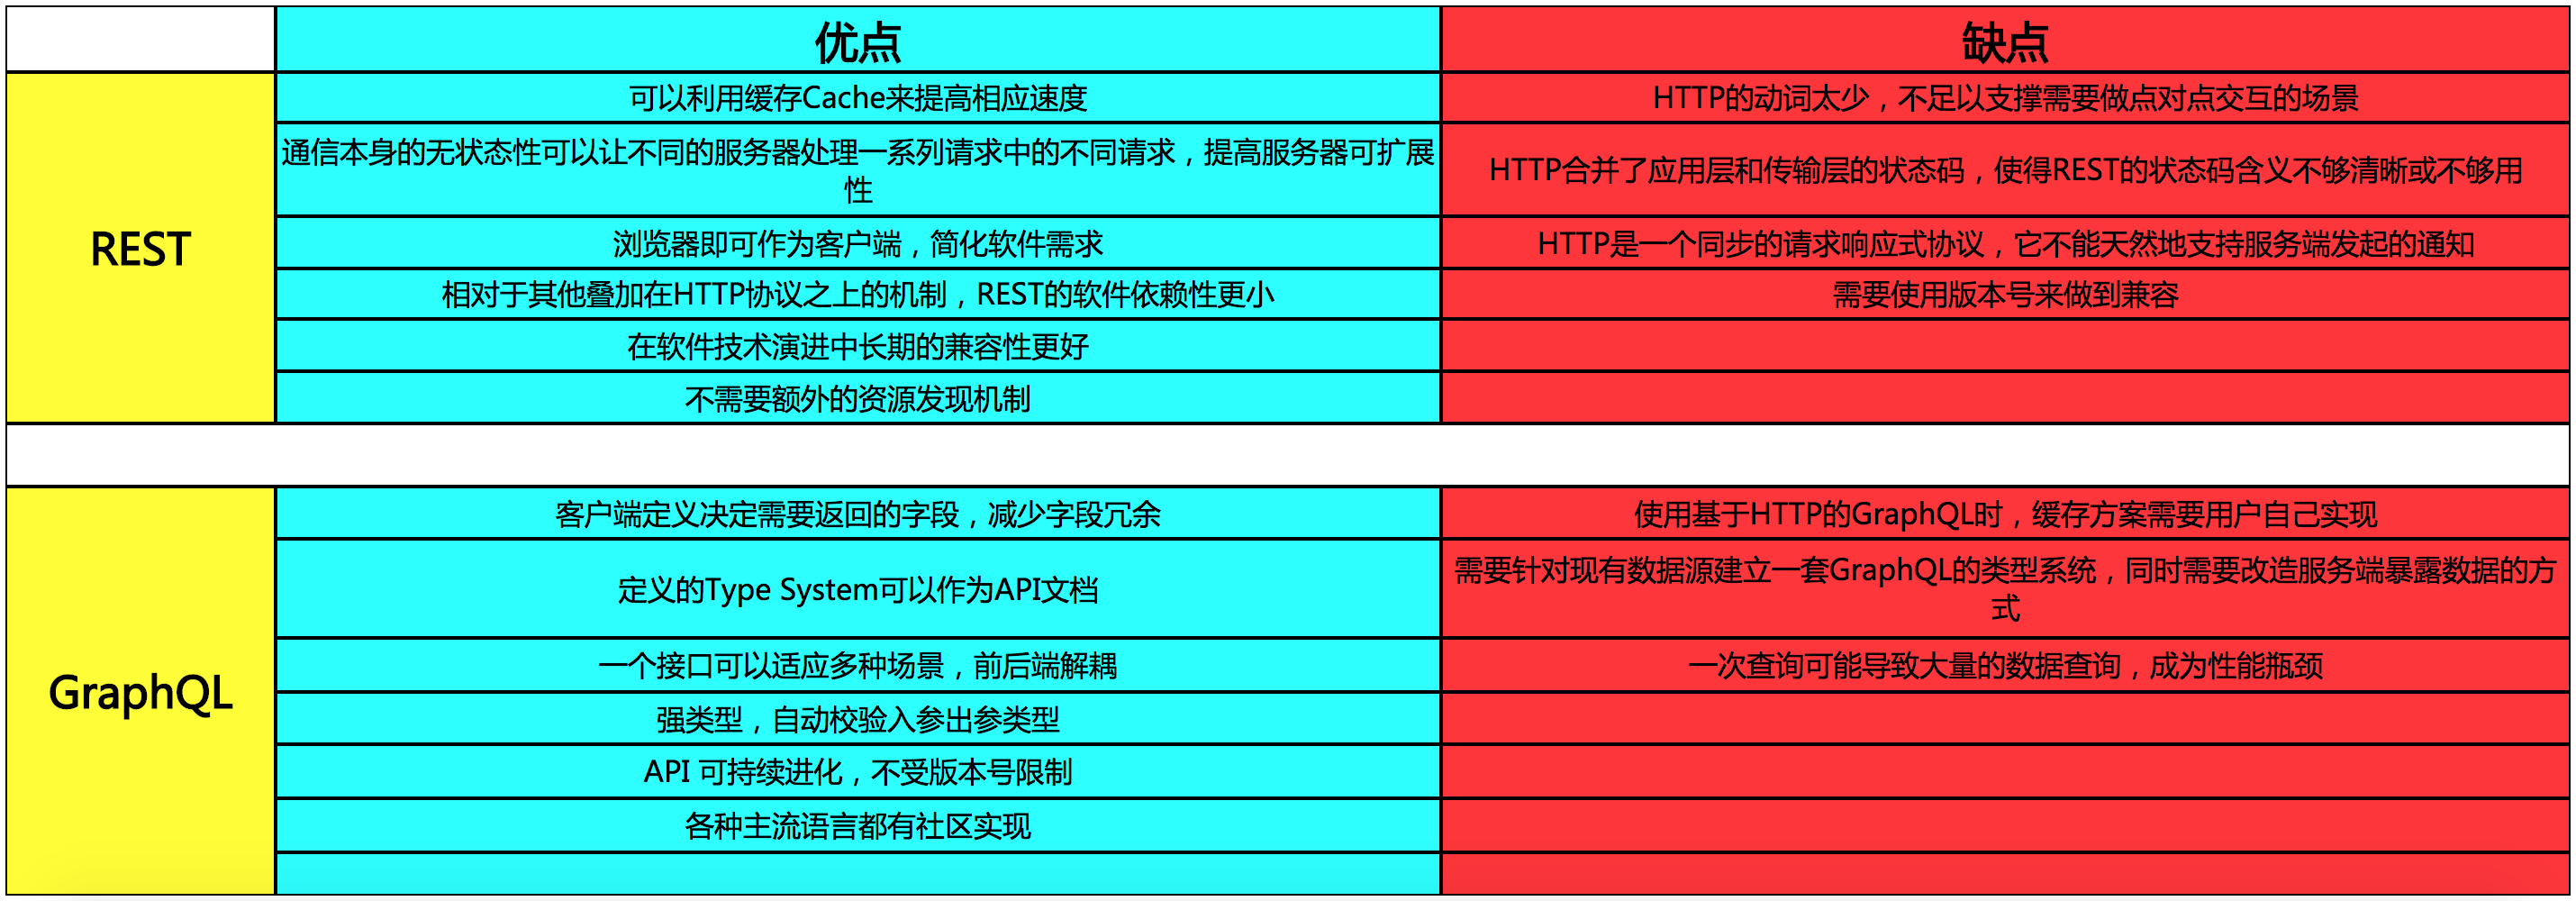 优点
缺点
REST
可以利用缓存Cache来提高相应速度
HTTP的动词太少，不足以支撑需要做点对点交互的场景
通信本身的无状态性可以让不同的服务器处理一系列请求中的不同请求，提高服务器可扩展
性
HTTP合并了应用层和传输层的状态码，使得REST的状态码含义不够清晰或不够用
浏览器即可作为客户端，简化软件需求
HTTP是一个同步的请求响应式协议，它不能天然地支持服务端发起的通知
相对于其他叠加在HTTP协议之上的机制，REST的软件依赖性更小
需要使用版本号来做到兼容
在软件技术演进中长期的兼容性更好
不需要额外的资源发现机制
GraphQL
客户端定义决定需要返回的字段，减少字段冗余
使用基于HTTP的GraphQL时，缓存方案需要用户自己实现
定义的Type System可以作为API文档
需要针对现有数据源建立一套GraphQL的类型系统，同时需要改造服务端暴露数据的方
式
一个接口可以适应多种场景，前后端解耦
一次查询可能导致大量的数据查询，成为性能瓶颈
强类型，自动校验入参出参类型
API 可持续进化，不受版本号限制
各种主流语言都有社区实现